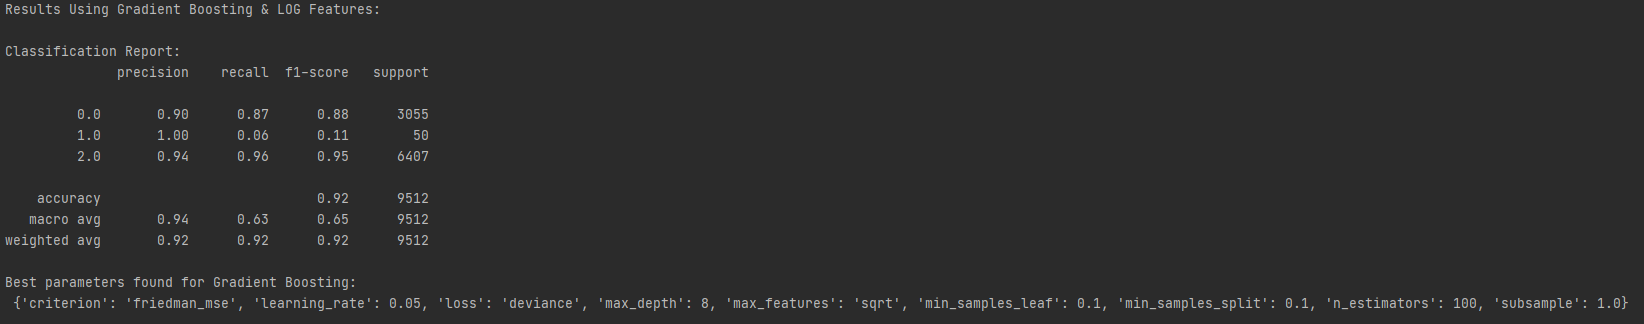 Results Using Gradient Boosting & LOG Features:
Classification Report:
precision recall f1-score support
0.0 0.90 0.87 0.88 3055
1.0 1.00 0.06 0.11 50
2.0 0.94 0.96 0.95 6407
accuracy 0.92 9512
macro avg 0.94 0.63 0.65 9512
weighted avg 0.92 0.92 0.92 9512
Best parameters found for Gradient Boosting:
{'criterion': 'friedman_mse', 'learning_rate': 0.05, 'loss': 'deviance', 'max_depth': 8, 'max_features': 'sqrt', 'min_samples_leaf': 0.1, 'min_samples_split': 0.1, 'n_estimators': 100, 'subsample': 1.0}